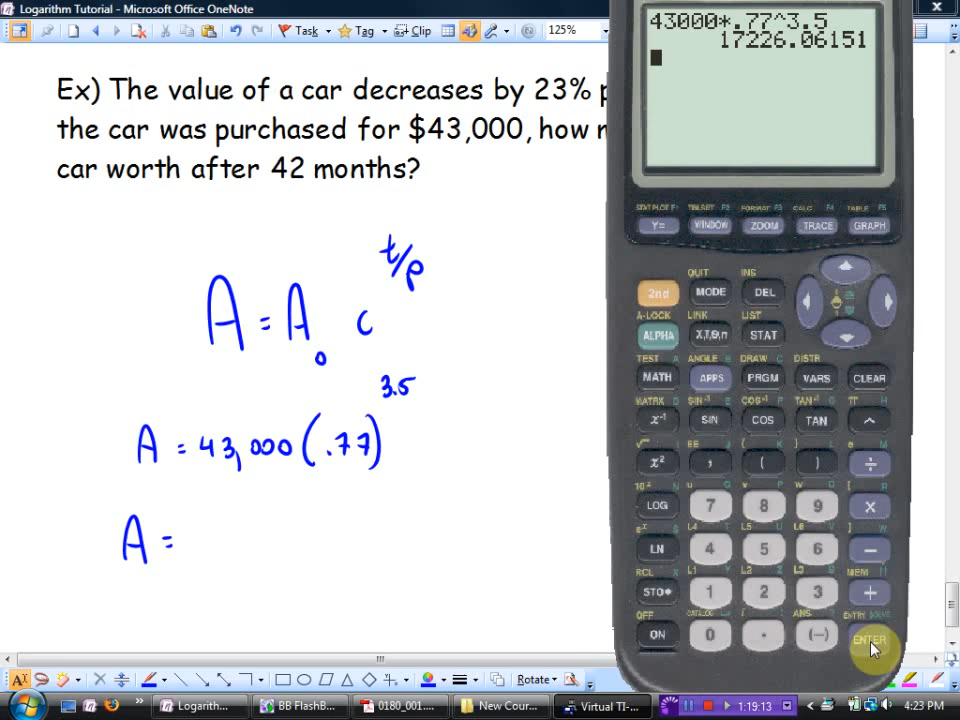 Logarithm Tutorial - Microsoft Office OneNote
Task Tag Clip 125%
Ex) The value of a car decreases by 23% p
the car was purchased for $43,000, how m
car worth after 42 months?
A = A₀ c^(t/p)
A = 43,000 (.77)^3.5
A =
43000*.77^3.5
17226.06151
STAT PLOT F1 TBLSET F2 FORMAT F3 CALC F4 TABLE F5
Y= WINDOW ZOOM TRACE GRAPH
QUIT INS
2nd MODE DEL
A-LOCK LINK LIST
ALPHA X,T,Θ,n STAT
TEST A ANGLE B DRAW C DISTR
MATH APPS PRGM VARS CLEAR
MATRX D SIN⁻¹ E COS⁻¹ F TAN⁻¹ G π H
x⁻¹ SIN COS TAN ^
EE J { K } L e M
x² , ( ) ÷
10ˣ N u O v P w Q [ R
LOG 7 8 9 ×
eˣ S L4 T L5 U L6 V ] W
LN 4 5 6 −
RCL X L1 Y L2 Z L3 θ MEM "
STO▸ 1 2 3 +
OFF CATALOG i ANS ? ENTRY SOLVE
ON 0 . (−) ENTER
Rotate
Logarith... BB FlashB... 0180_001.... New Cour... Virtual TI-... 1:19:13 4:23 PM